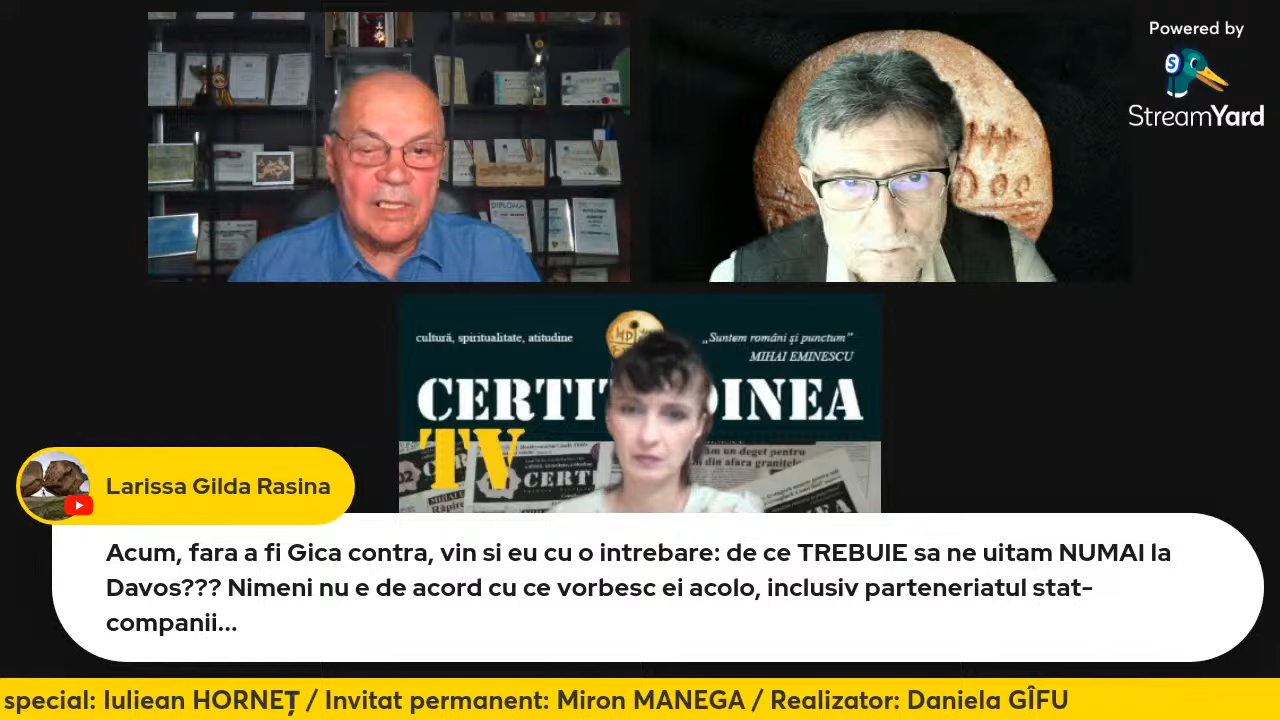 Powered by
StreamYard
DIPLOMA
cultură, spiritualitate, atitudine
„Suntem români și punctum”
MIHAI EMINESCU
CERTIT DINEA
TV
CERTI
Larissa Gilda Rasina
Acum, fara a fi Gica contra, vin si eu cu o intrebare: de ce TREBUIE sa ne uitam NUMAI la
Davos??? Nimeni nu e de acord cu ce vorbesc ei acolo, inclusiv parteneriatul stat-
companii...
special: Iuliean HORNEȚ / Invitat permanent: Miron MANEGA / Realizator: Daniela GÎFU